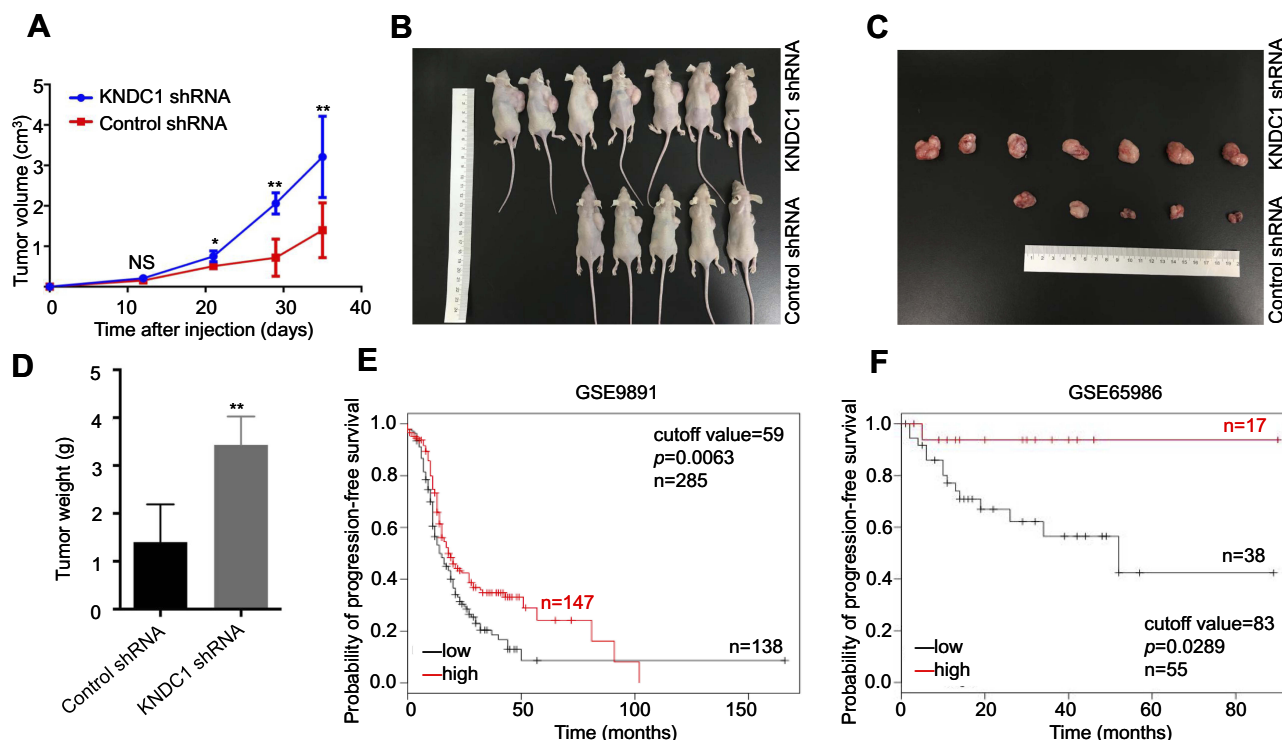 A
Tumor volume (cm³)
5
4
3
2
1
KNDC1 shRNA
Control shRNA
NS
*
**
**
0
10
20
30
40
Time after injection (days)
B
KNDC1 shRNA
Control shRNA
C
KNDC1 shRNA
Control shRNA
D
Tumor weight (g)
5
4
3
2
1
0
**
Control shRNA
KNDC1 shRNA
E
GSE9891
Probability of progression-free survival
1.0
0.8
0.6
0.4
0.2
0.0
cutoff value=59
p=0.0063
n=285
n=147
n=138
low
high
0
50
100
150
Time (months)
F
GSE65986
Probability of progression-free survival
1.0
0.8
0.6
0.4
0.2
0.0
n=17
n=38
cutoff value=83
p=0.0289
n=55
low
high
0
20
40
60
80
Time (months)